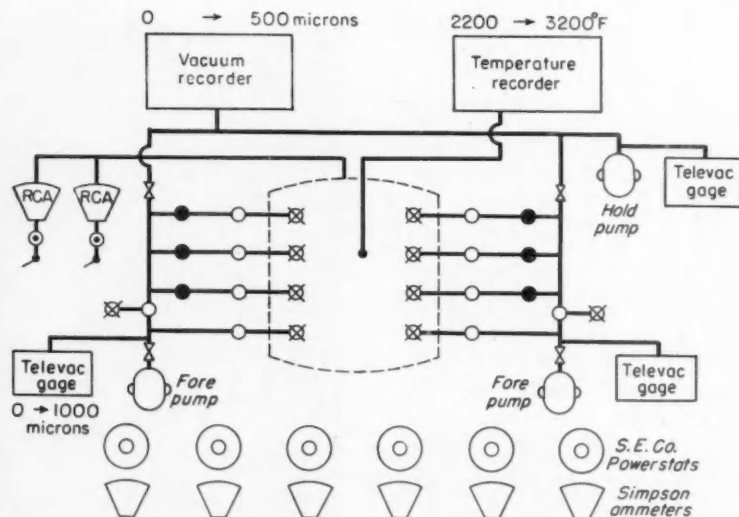 0 → 500 microns
2200 → 3200°F
Vacuum
recorder
Temperature
recorder
RCA
RCA
Televac
gage
Hold
pump
Televac
gage
0 → 1000
microns
Fore
pump
Fore
pump
Televac
gage
S.E.Co.
Powerstats
Simpson
ammeters